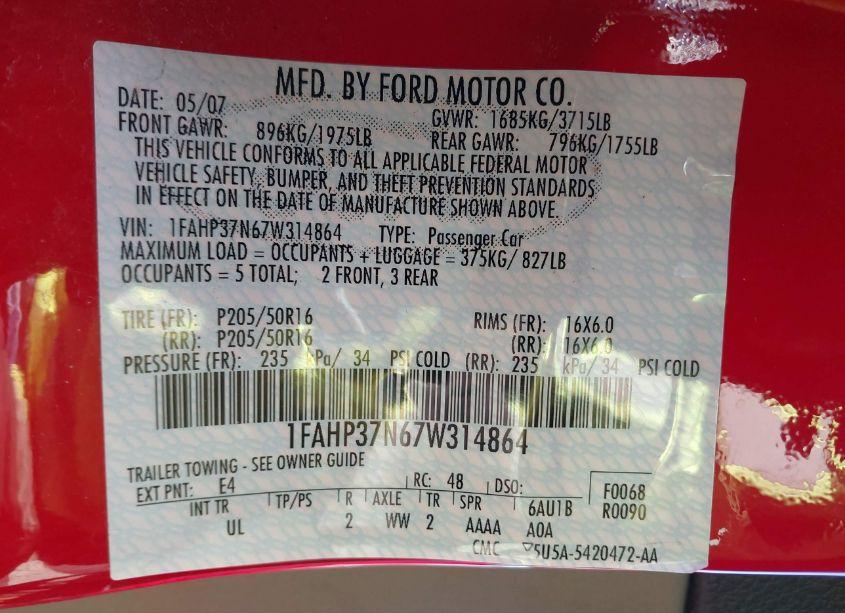 MFD. BY FORD MOTOR CO.
DATE: 05/07 GVWR: 1685KG/3715LB
FRONT GAWR: 896KG/1975LB REAR GAWR: 796KG/1755LB
THIS VEHICLE CONFORMS TO ALL APPLICABLE FEDERAL MOTOR
VEHICLE SAFETY, BUMPER, AND THEFT PREVENTION STANDARDS
IN EFFECT ON THE DATE OF MANUFACTURE SHOWN ABOVE.
VIN: 1FAHP37N67W314864 TYPE: Passenger Car
MAXIMUM LOAD = OCCUPANTS + LUGGAGE = 375KG/ 827LB
OCCUPANTS = 5 TOTAL; 2 FRONT, 3 REAR
TIRE (FR): P205/50R16 RIMS (FR): 16X6.0
(RR): P205/50R16 (RR): 16X6.0
PRESSURE (FR): 235 kPa/ 34 PSI COLD (RR): 235 kPa/ 34 PSI COLD
1FAHP37N67W314864
TRAILER TOWING - SEE OWNER GUIDE
EXT PNT: E4 RC: 48 DSO: F0068
INT TR TP/PS R AXLE TR SPR 6AU1B R0090
UL 2 WW 2 AAAA A0A
CMC ▽5U5A-5420472-AA